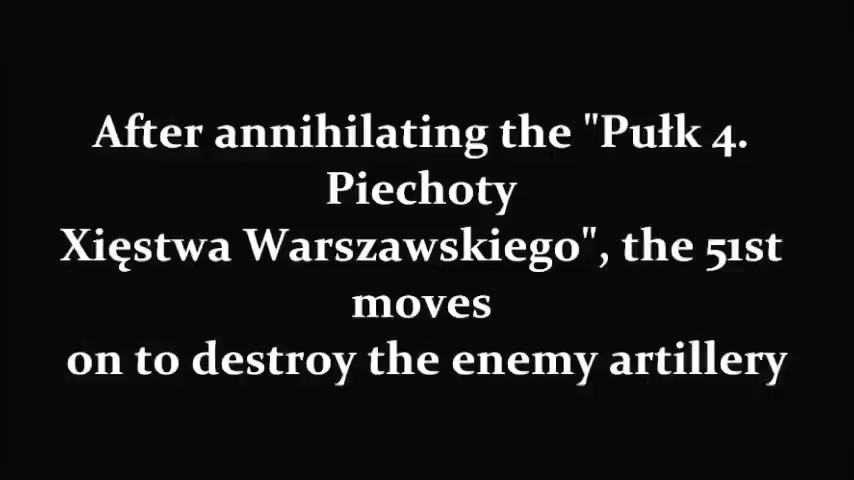 After annihilating the "Pułk 4.
Piechoty
Xięstwa Warszawskiego", the 51st
moves
on to destroy the enemy artillery